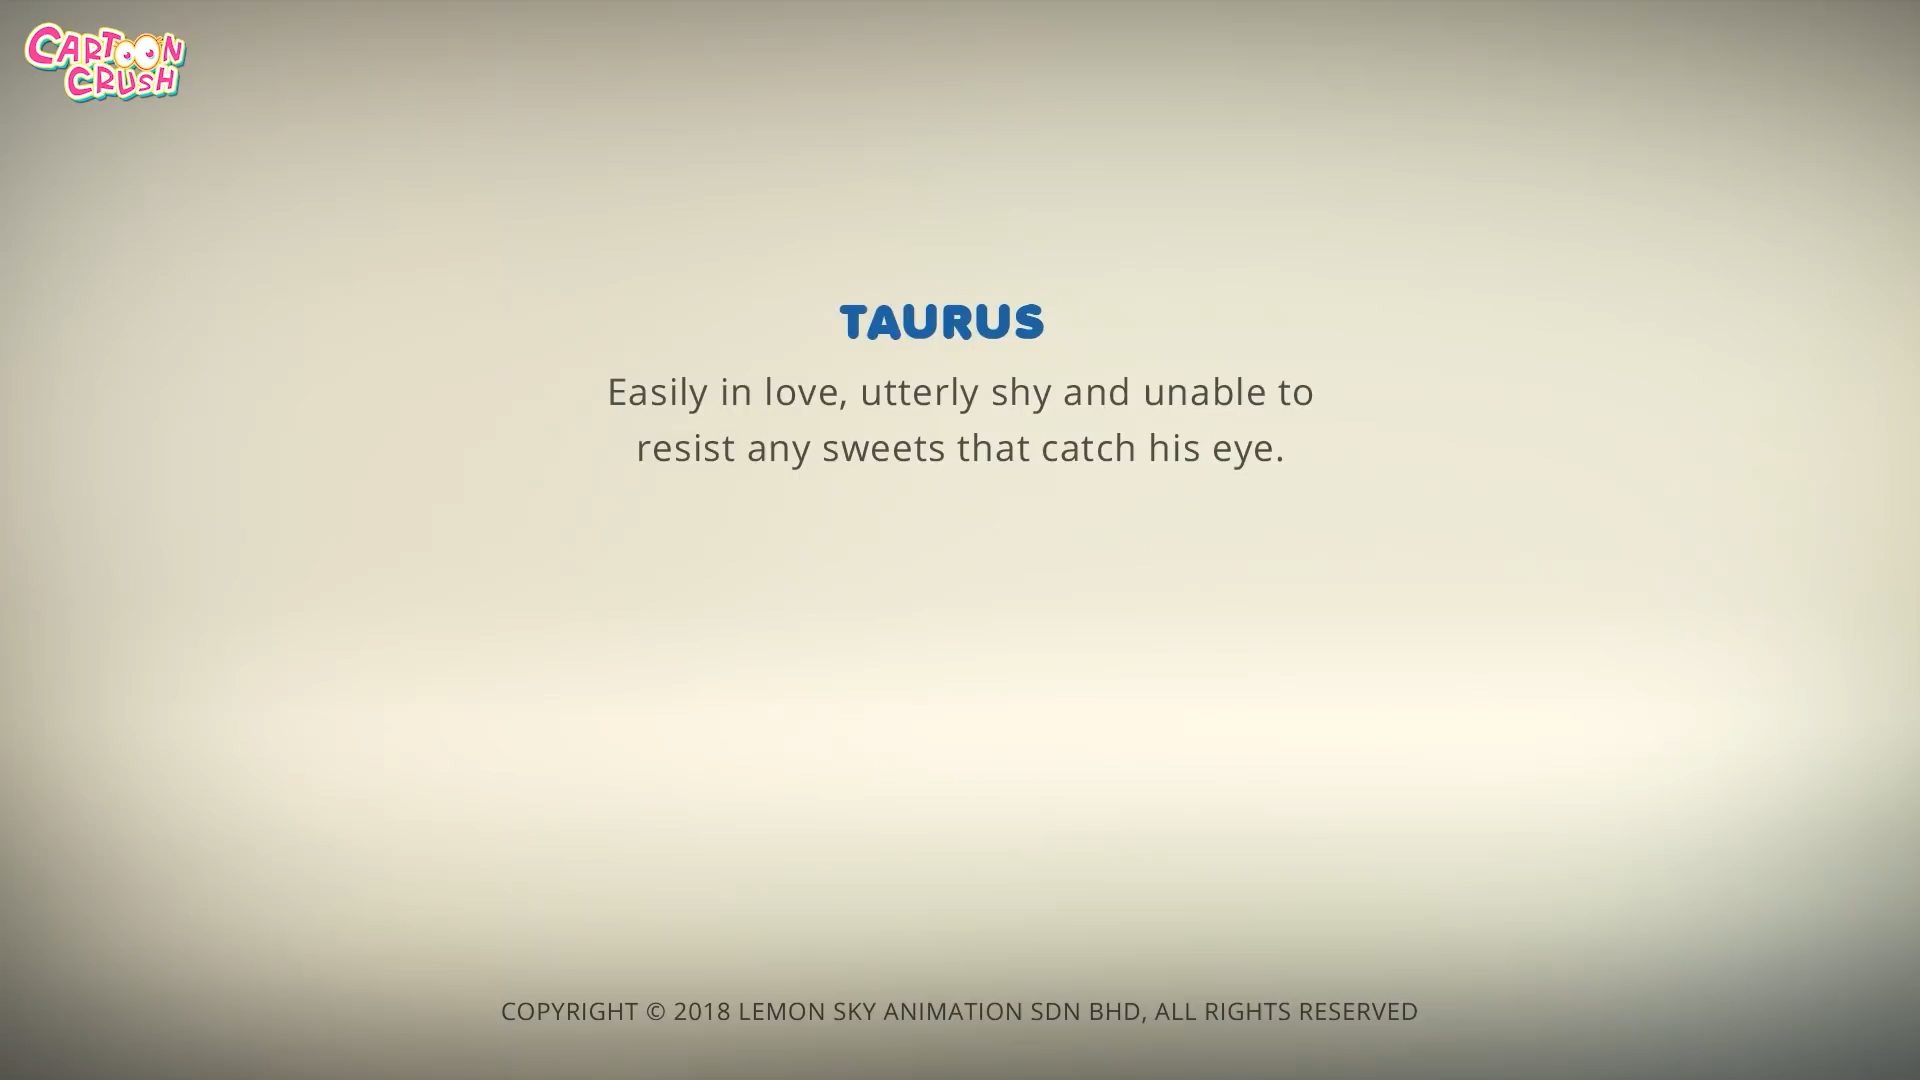 CARTOON
CRUSH
TAURUS
Easily in love, utterly shy and unable to
resist any sweets that catch his eye.
COPYRIGHT © 2018 LEMON SKY ANIMATION SDN BHD, ALL RIGHTS RESERVED